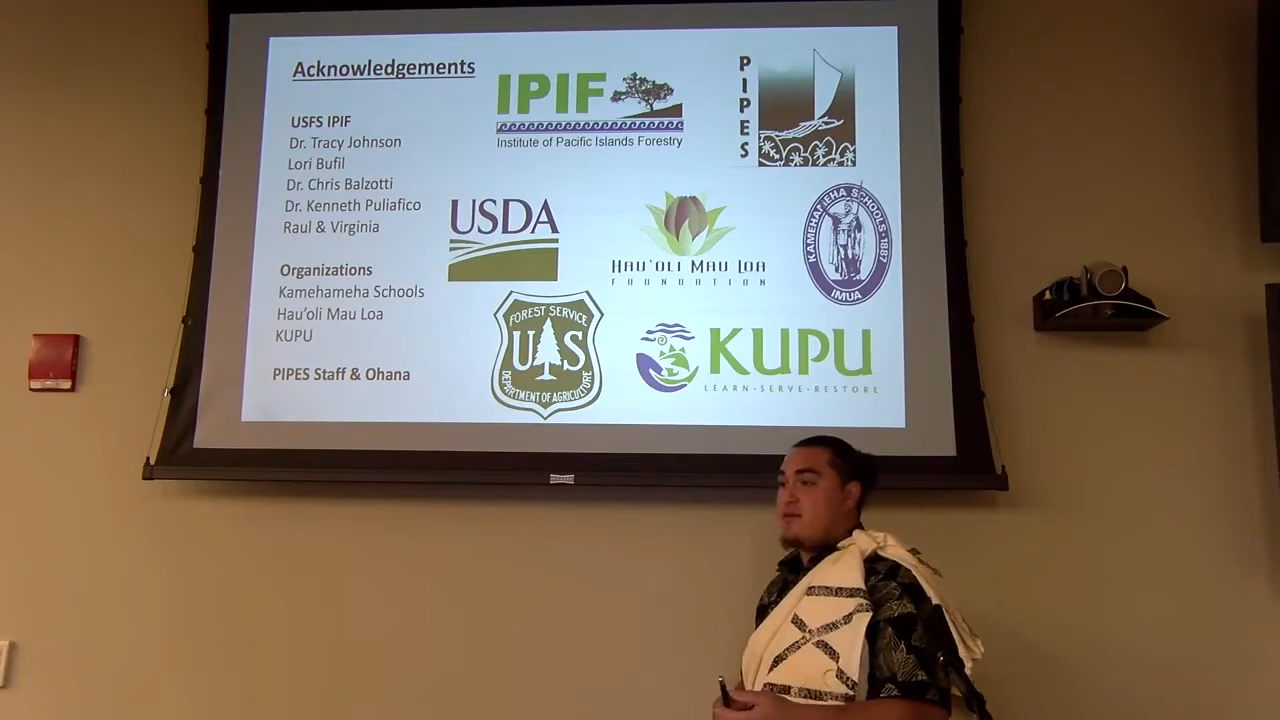 Acknowledgements
USFS IPIF
Dr. Tracy Johnson
Lori Bufil
Dr. Chris Balzotti
Dr. Kenneth Puliafico
Raul & Virginia
Organizations
Kamehameha Schools
Hau'oli Mau Loa
KUPU
PIPES Staff & Ohana
IPIF
Institute of Pacific Islands Forestry
PIPES
USDA
HAU'OLI MAU LOA
FOUNDATION
KAMEHAMEHA SCHOOLS · 1887
IMUA
FOREST SERVICE
US
DEPARTMENT OF AGRICULTURE
KUPU
LEARN-SERVE-RESTORE